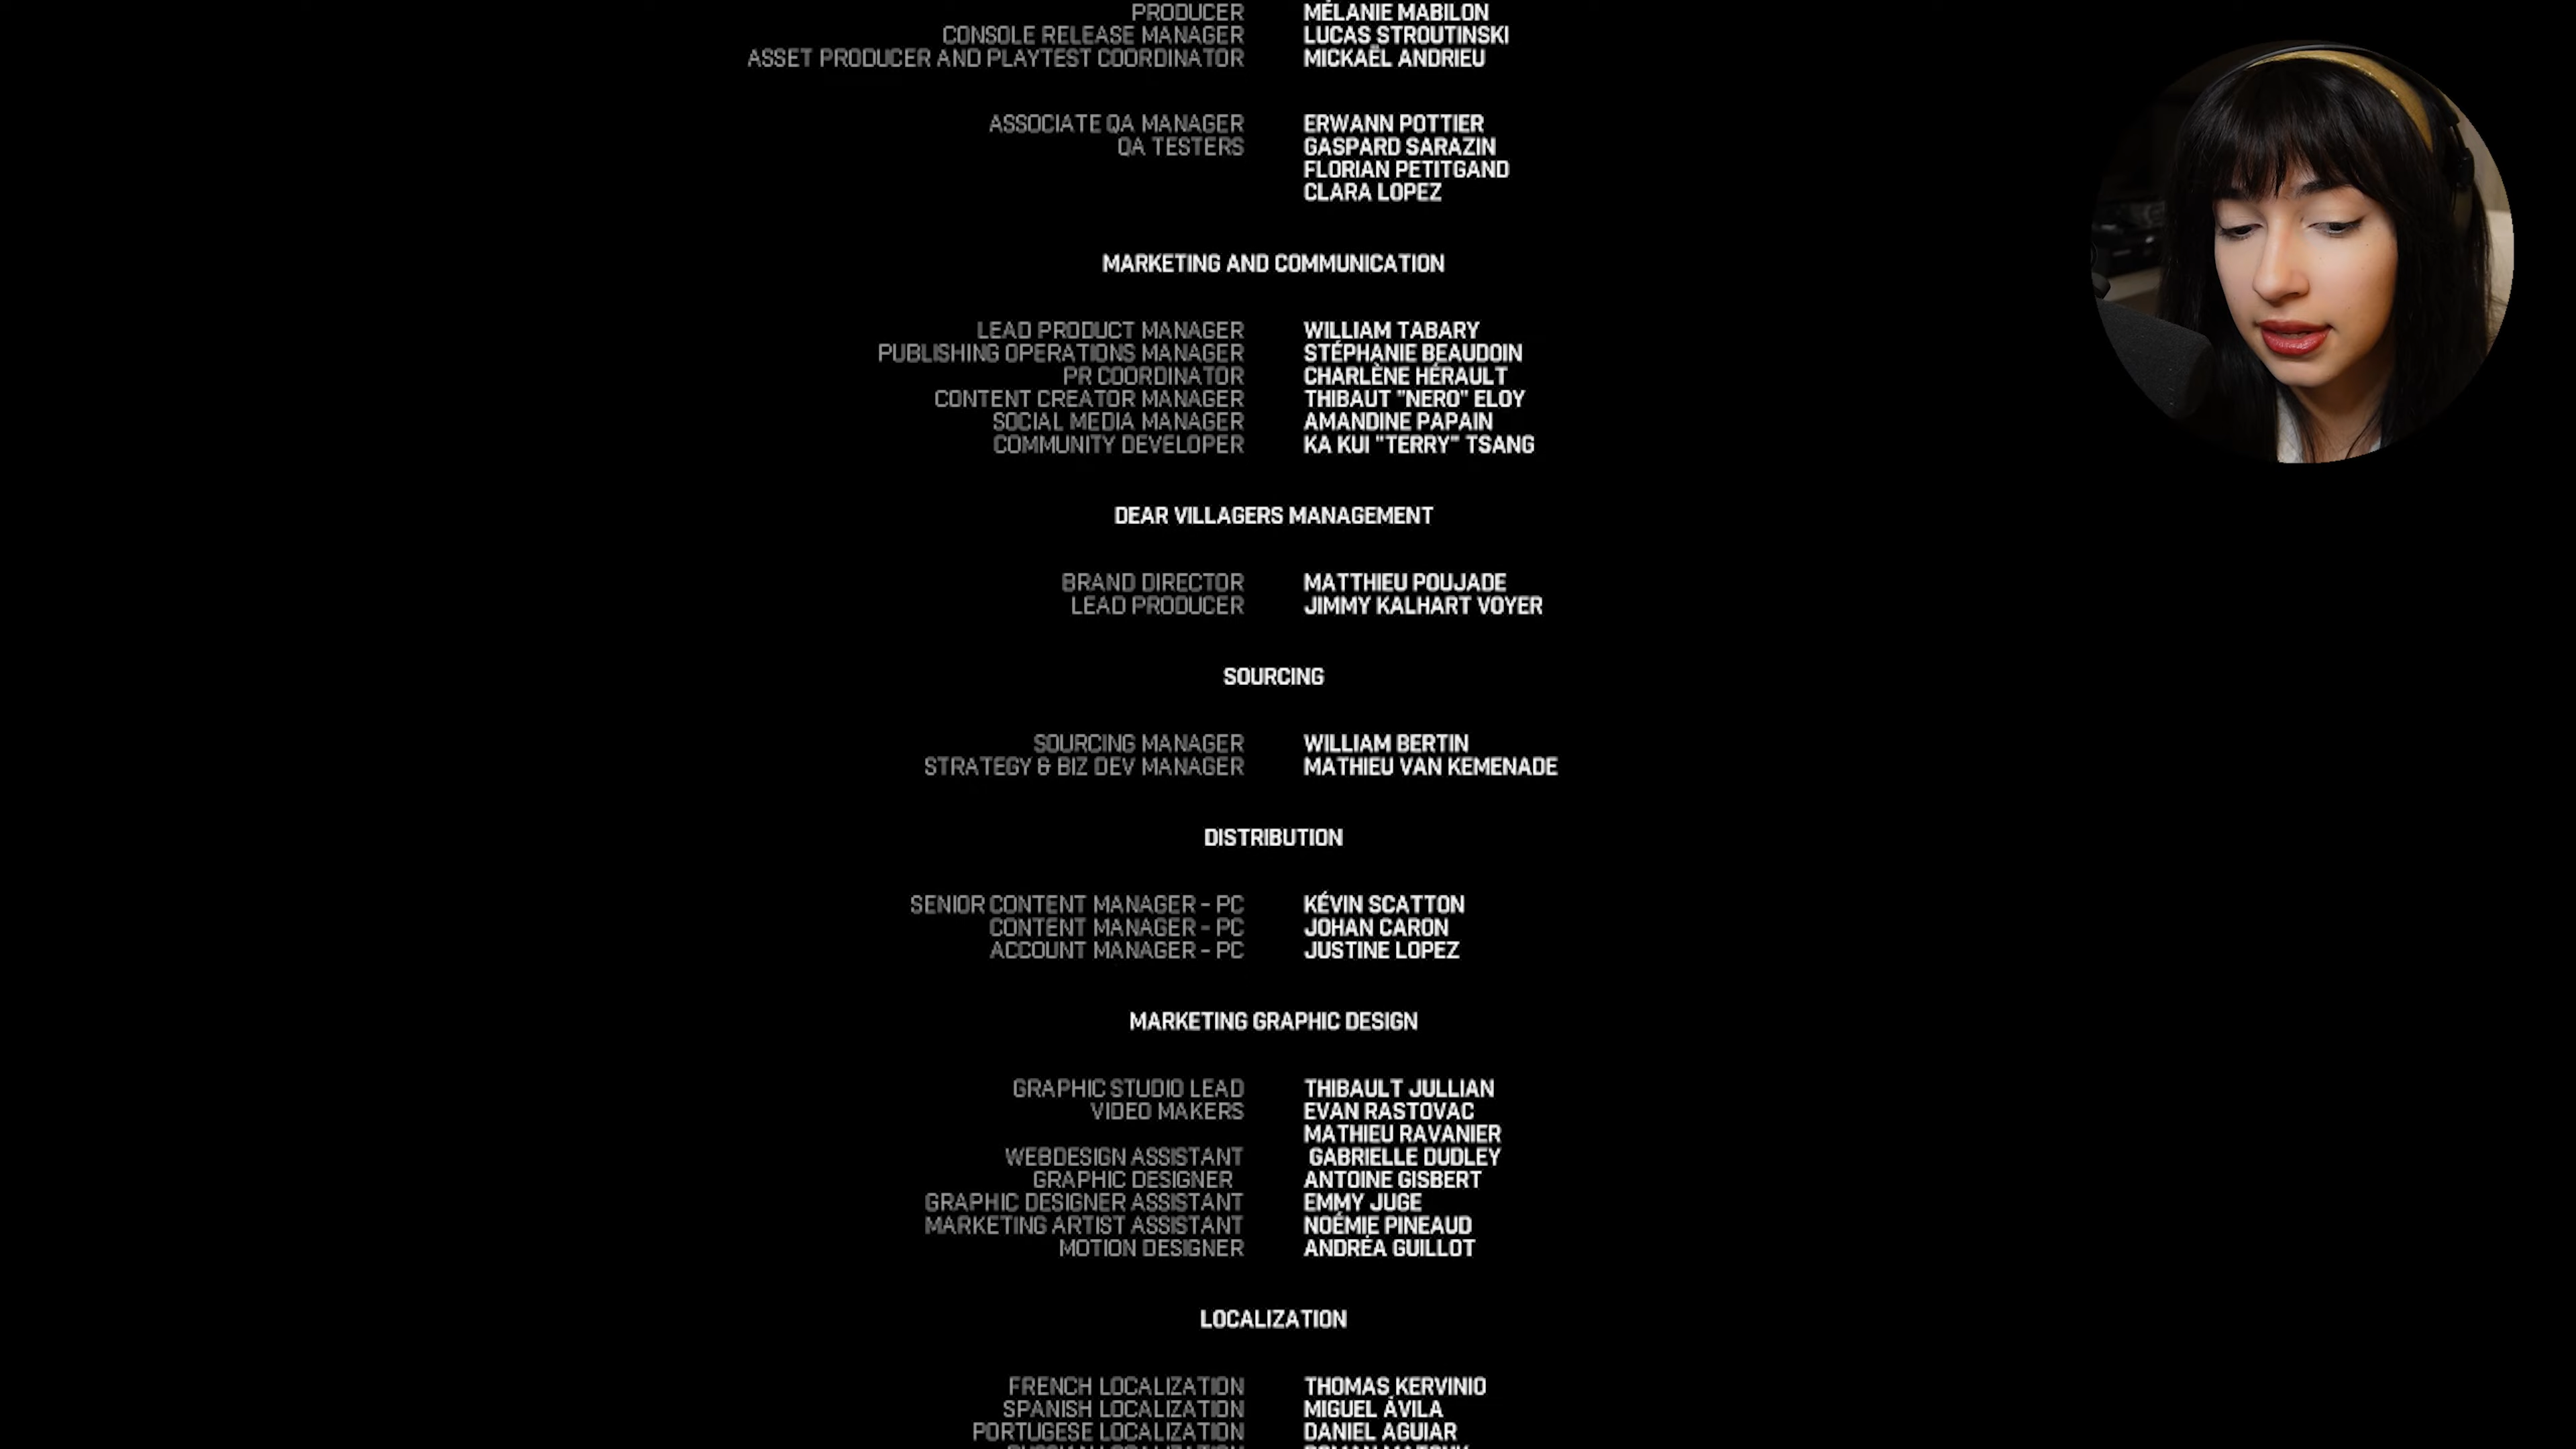 PRODUCER MÉLANIE MABILON
CONSOLE RELEASE MANAGER LUCAS STROUTINSKI
ASSET PRODUCER AND PLAYTEST COORDINATOR MICKAËL ANDRIEU
ASSOCIATE QA MANAGER ERWANN POTTIER
QA TESTERS GASPARD SARAZIN
FLORIAN PETITGAND
CLARA LOPEZ
MARKETING AND COMMUNICATION
LEAD PRODUCT MANAGER WILLIAM TABARY
PUBLISHING OPERATIONS MANAGER STÉPHANIE BEAUDOIN
PR COORDINATOR CHARLÈNE HÉRAULT
CONTENT CREATOR MANAGER THIBAUT "NERO" ELOY
SOCIAL MEDIA MANAGER AMANDINE PAPAIN
COMMUNITY DEVELOPER KA KUI "TERRY" TSANG
DEAR VILLAGERS MANAGEMENT
BRAND DIRECTOR MATTHIEU POUJADE
LEAD PRODUCER JIMMY KALHART VOYER
SOURCING
SOURCING MANAGER WILLIAM BERTIN
STRATEGY & BIZ DEV MANAGER MATHIEU VAN KEMENADE
DISTRIBUTION
SENIOR CONTENT MANAGER - PC KÉVIN SCATTON
CONTENT MANAGER - PC JOHAN CARON
ACCOUNT MANAGER - PC JUSTINE LOPEZ
MARKETING GRAPHIC DESIGN
GRAPHIC STUDIO LEAD THIBAULT JULLIAN
VIDEO MAKERS EVAN RASTOVAC
MATHIEU RAVANIER
WEBDESIGN ASSISTANT GABRIELLE DUDLEY
GRAPHIC DESIGNER ANTOINE GISBERT
GRAPHIC DESIGNER ASSISTANT EMMY JUGE
MARKETING ARTIST ASSISTANT NOÉMIE PINEAUD
MOTION DESIGNER ANDRÉA GUILLOT
LOCALIZATION
FRENCH LOCALIZATION THOMAS KERVINIO
SPANISH LOCALIZATION MIGUEL ÁVILA
PORTUGESE LOCALIZATION DANIEL AGUIAR